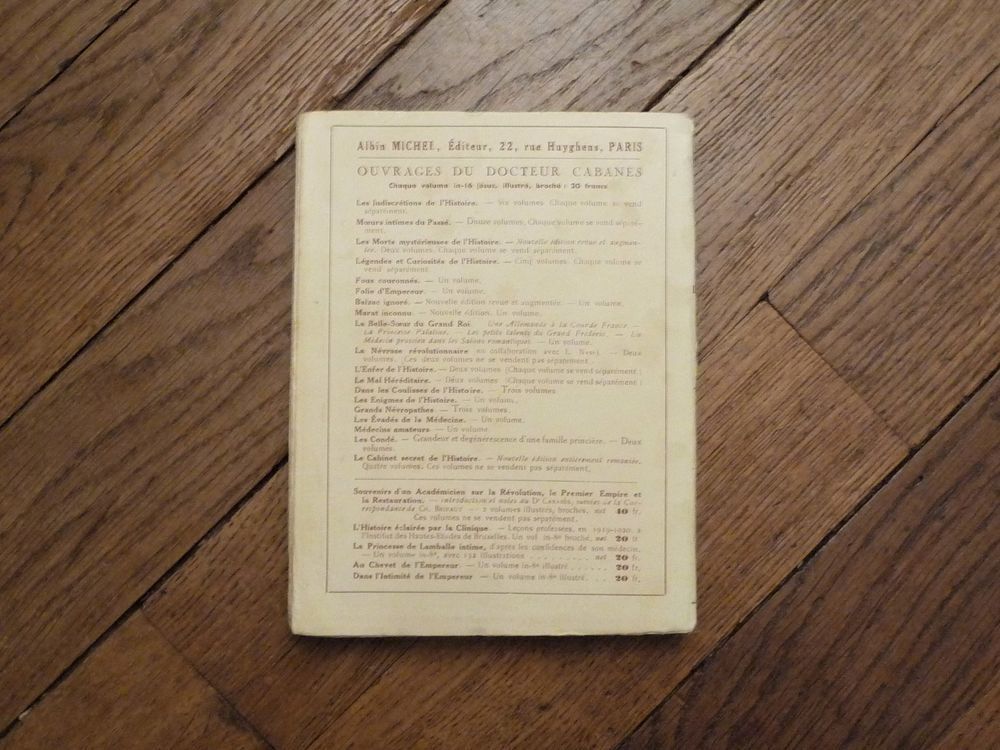 Albin MICHEL, Éditeur, 22, rue Huyghens, PARIS
OUVRAGES DU DOCTEUR CABANÈS
Chaque volume in-16 jésus, illustré, broché : 20 francs
Les Indiscrétions de l'Histoire. — Six volumes. Chaque volume se vend
séparément.
Mœurs intimes du Passé. — Douze volumes, Chaque volume se vend séparé-
ment.
Les Morts mystérieuses de l'Histoire. — Nouvelle édition revue et augmen-
tée. Deux volumes. Chaque volume se vend séparément.
Légendes et Curiosités de l'Histoire. — Cinq volumes. Chaque volume se
vend séparément.
Fous couronnés. — Un volume.
Folie d'Empereur. — Un volume.
Balzac ignoré. — Nouvelle édition revue et augmentée. — Un volume.
Marat inconnu. — Nouvelle édition. Un volume.
La Belle-Sœur du Grand Roi. Une Allemande à la Cour de France. —
La Princesse Palatine. — Les petits talents du Grand Frédéric. — Un
Médecin prussien dans les Salons romantiques. — Un volume.
La Névrose révolutionnaire en collaboration avec L. Nass). — Deux
volumes. (Ces deux volumes ne se vendent pas séparément.
L'Enfer de l'Histoire. — Deux volumes (Chaque volume se vend séparément.)
Le Mal Héréditaire. — Deux volumes (Chaque volume se vend séparément.)
Dans les Coulisses de l'Histoire. — Trois volumes
Les Enigmes de l'Histoire. — Un volume.
Grands Névropathes. — Trois volumes.
Les Évadés de la Médecine. — Un volume.
Médecins amateurs. — Un volume.
Les Condé. — Grandeur et dégénérescence d'une famille princière. — Deux
volumes.
Le Cabinet secret de l'Histoire. — Nouvelle édition entièrement remaniée.
Quatre volumes. Ces volumes ne se vendent pas séparément.
Souvenirs d'un Académicien sur la Révolution, le Premier Empire et
la Restauration. — Introduction et notes du Dr Cabanès, suivies de la Cor-
respondance de Ch. Brifaut — 2 volumes illustrés, brochés, net 40 fr.
Ces volumes ne se vendent pas séparément.
L'Histoire éclairée par la Clinique. — Leçons professées, en 1919-1920, à
l'Institut des Hautes-Études de Bruxelles. Un vol. in-8º broché, net 20 fr.
La Princesse de Lamballe intime, d'après les confidences de son médecin.
— Un volume in-8º, avec 132 illustrations . . . . . . . . . . net 20 fr.
Au Chevet de l'Empereur. — Un volume in-8º illustré . . . . . . 20 fr.
Dans l'Intimité de l'Empereur — Un volume in-8º illustré. . . . 20 fr.